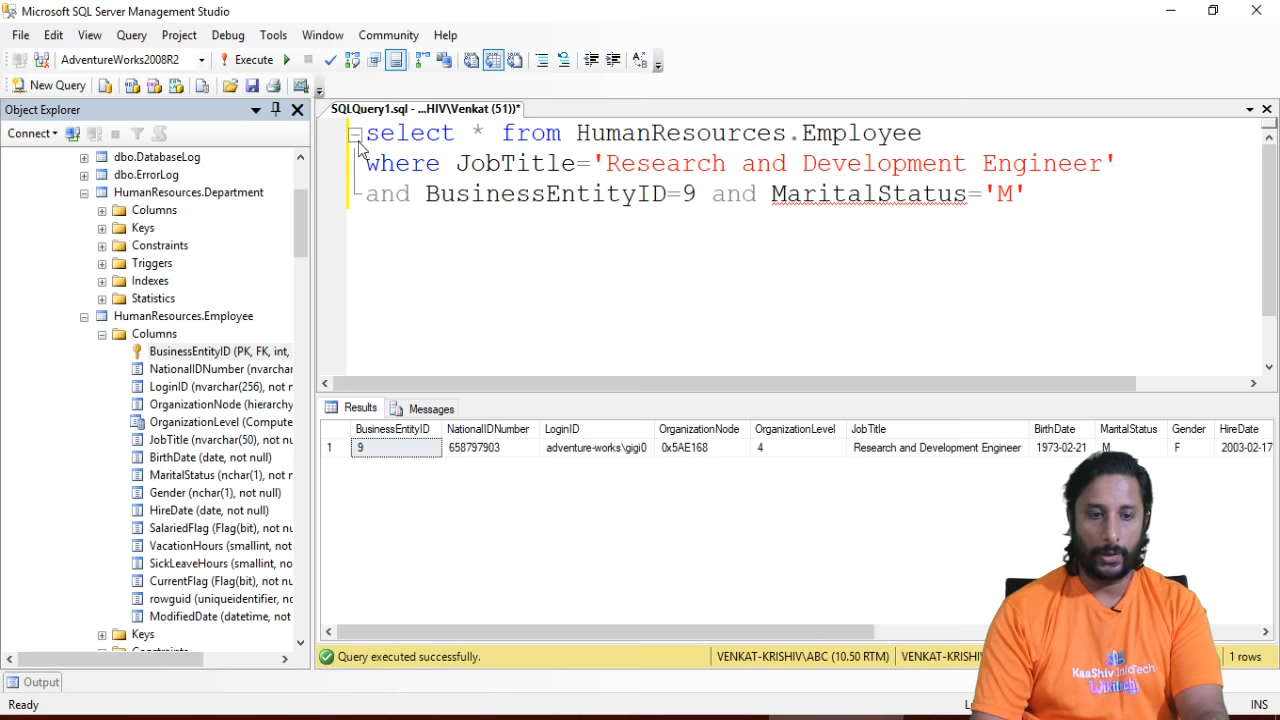 Microsoft SQL Server Management Studio
File Edit View Query Project Debug Tools Window Community Help
AdventureWorks2008R2 Execute
New Query
Object Explorer
SQLQuery1.sql - ...HIV\Venkat (51))*
Connect
dbo.DatabaseLog
dbo.ErrorLog
HumanResources.Department
Columns
Keys
Constraints
Triggers
Indexes
Statistics
HumanResources.Employee
Columns
BusinessEntityID (PK, FK, int,
NationalIDNumber (nvarchar
LoginID (nvarchar(256), not n
OrganizationNode (hierarchy
OrganizationLevel (Compute
JobTitle (nvarchar(50), not nu
BirthDate (date, not null)
MaritalStatus (nchar(1), not n
Gender (nchar(1), not null)
HireDate (date, not null)
SalariedFlag (Flag(bit), not nu
VacationHours (smallint, not
SickLeaveHours (smallint, no
CurrentFlag (Flag(bit), not nu
rowguid (uniqueidentifier, no
ModifiedDate (datetime, not
Keys
select * from HumanResources.Employee
where JobTitle='Research and Development Engineer'
and BusinessEntityID=9 and MaritalStatus='M'
Results Messages
BusinessEntityID NationalIDNumber LoginID OrganizationNode OrganizationLevel JobTitle BirthDate MaritalStatus Gender HireDate
1 9 658797903 adventure-works\gigi0 0x5AE168 4 Research and Development Engineer 1973-02-21 M F 2003-02-17
Query executed successfully. VENKAT-KRISHIV\ABC (10.50 RTM) VENKAT-KRISHI 1 rows
Output
Ready INS
KaaShiv InfoTech
Wikitech